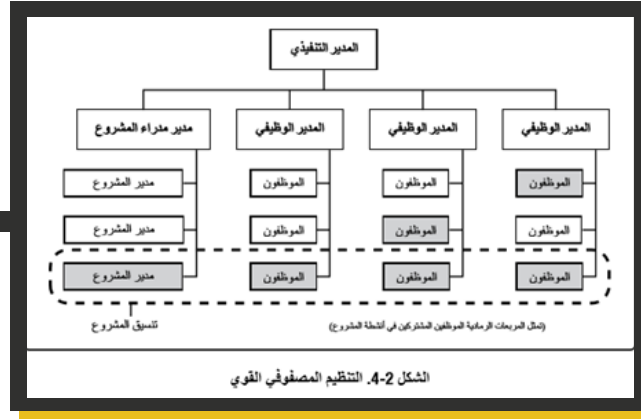 المدير التنفيذي
المدير الوظيفي المدير الوظيفي المدير الوظيفي مدير مدراء المشروع
الموظفون الموظفون الموظفون مدير المشروع
الموظفون الموظفون الموظفون مدير المشروع
الموظفون الموظفون الموظفون مدير المشروع
(تمثل المربعات الرمادية الموظفين المشتركين في أنشطة المشروع) تنسيق المشروع
الشكل 2-4. التنظيم المصفوفي القوي